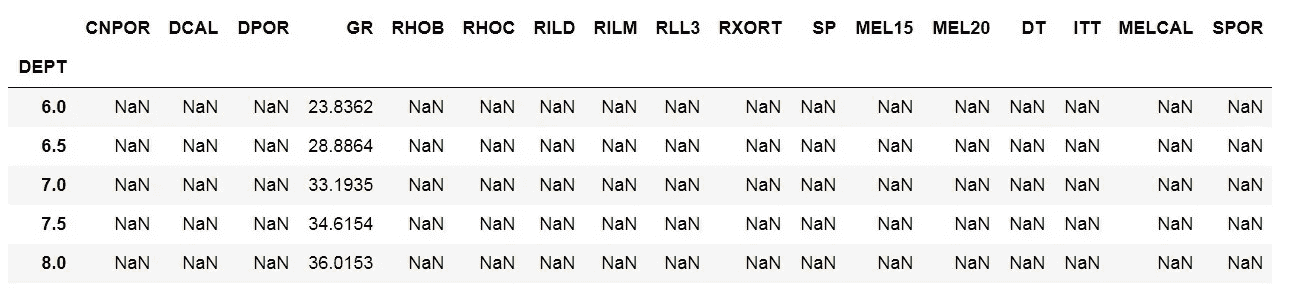 CNPOR DCAL DPOR GR RHOB RHOC RILD RILM RLL3 RXORT SP MEL15 MEL20 DT ITT MELCAL SPOR
DEPT
6.0 NaN NaN NaN 23.8362 NaN NaN NaN NaN NaN NaN NaN NaN NaN NaN NaN NaN NaN
6.5 NaN NaN NaN 28.8864 NaN NaN NaN NaN NaN NaN NaN NaN NaN NaN NaN NaN NaN
7.0 NaN NaN NaN 33.1935 NaN NaN NaN NaN NaN NaN NaN NaN NaN NaN NaN NaN NaN
7.5 NaN NaN NaN 34.6154 NaN NaN NaN NaN NaN NaN NaN NaN NaN NaN NaN NaN NaN
8.0 NaN NaN NaN 36.0153 NaN NaN NaN NaN NaN NaN NaN NaN NaN NaN NaN NaN NaN